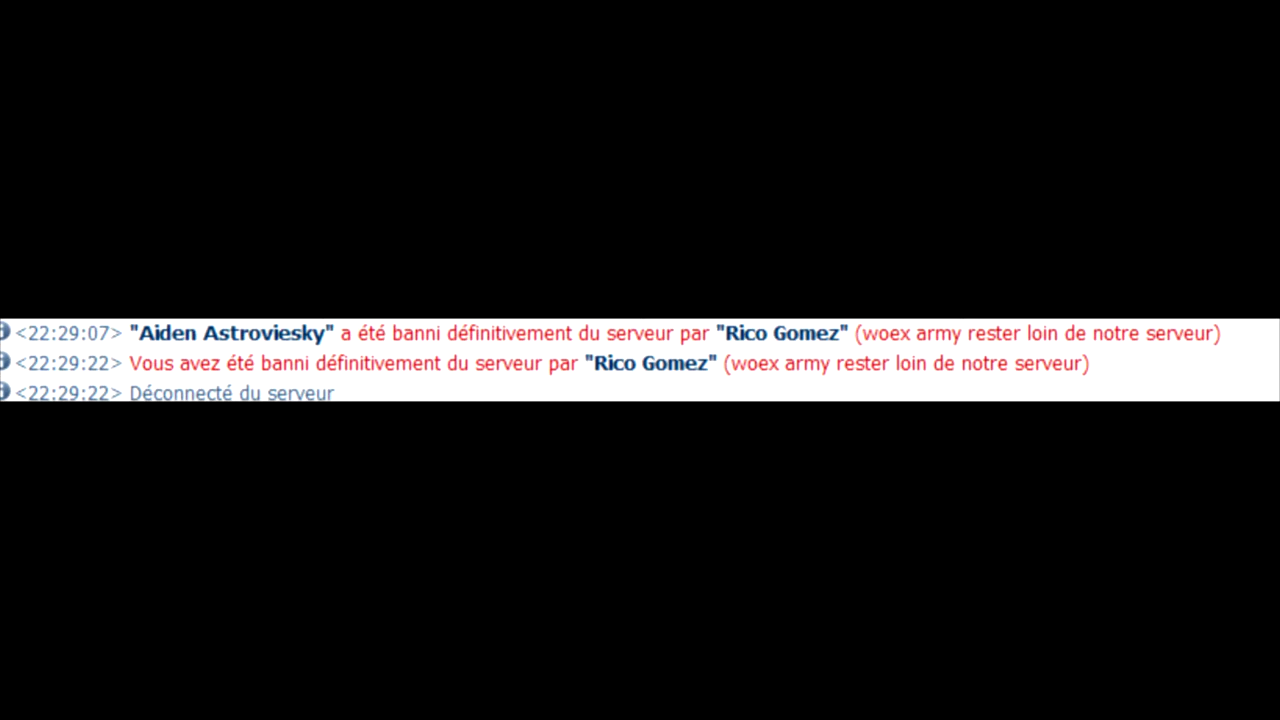 <22:29:07> "Aiden Astroviesky" a été banni définitivement du serveur par "Rico Gomez" (woex army rester loin de notre serveur)
<22:29:22> Vous avez été banni définitivement du serveur par "Rico Gomez" (woex army rester loin de notre serveur)
<22:29:22> Déconnecté du serveur